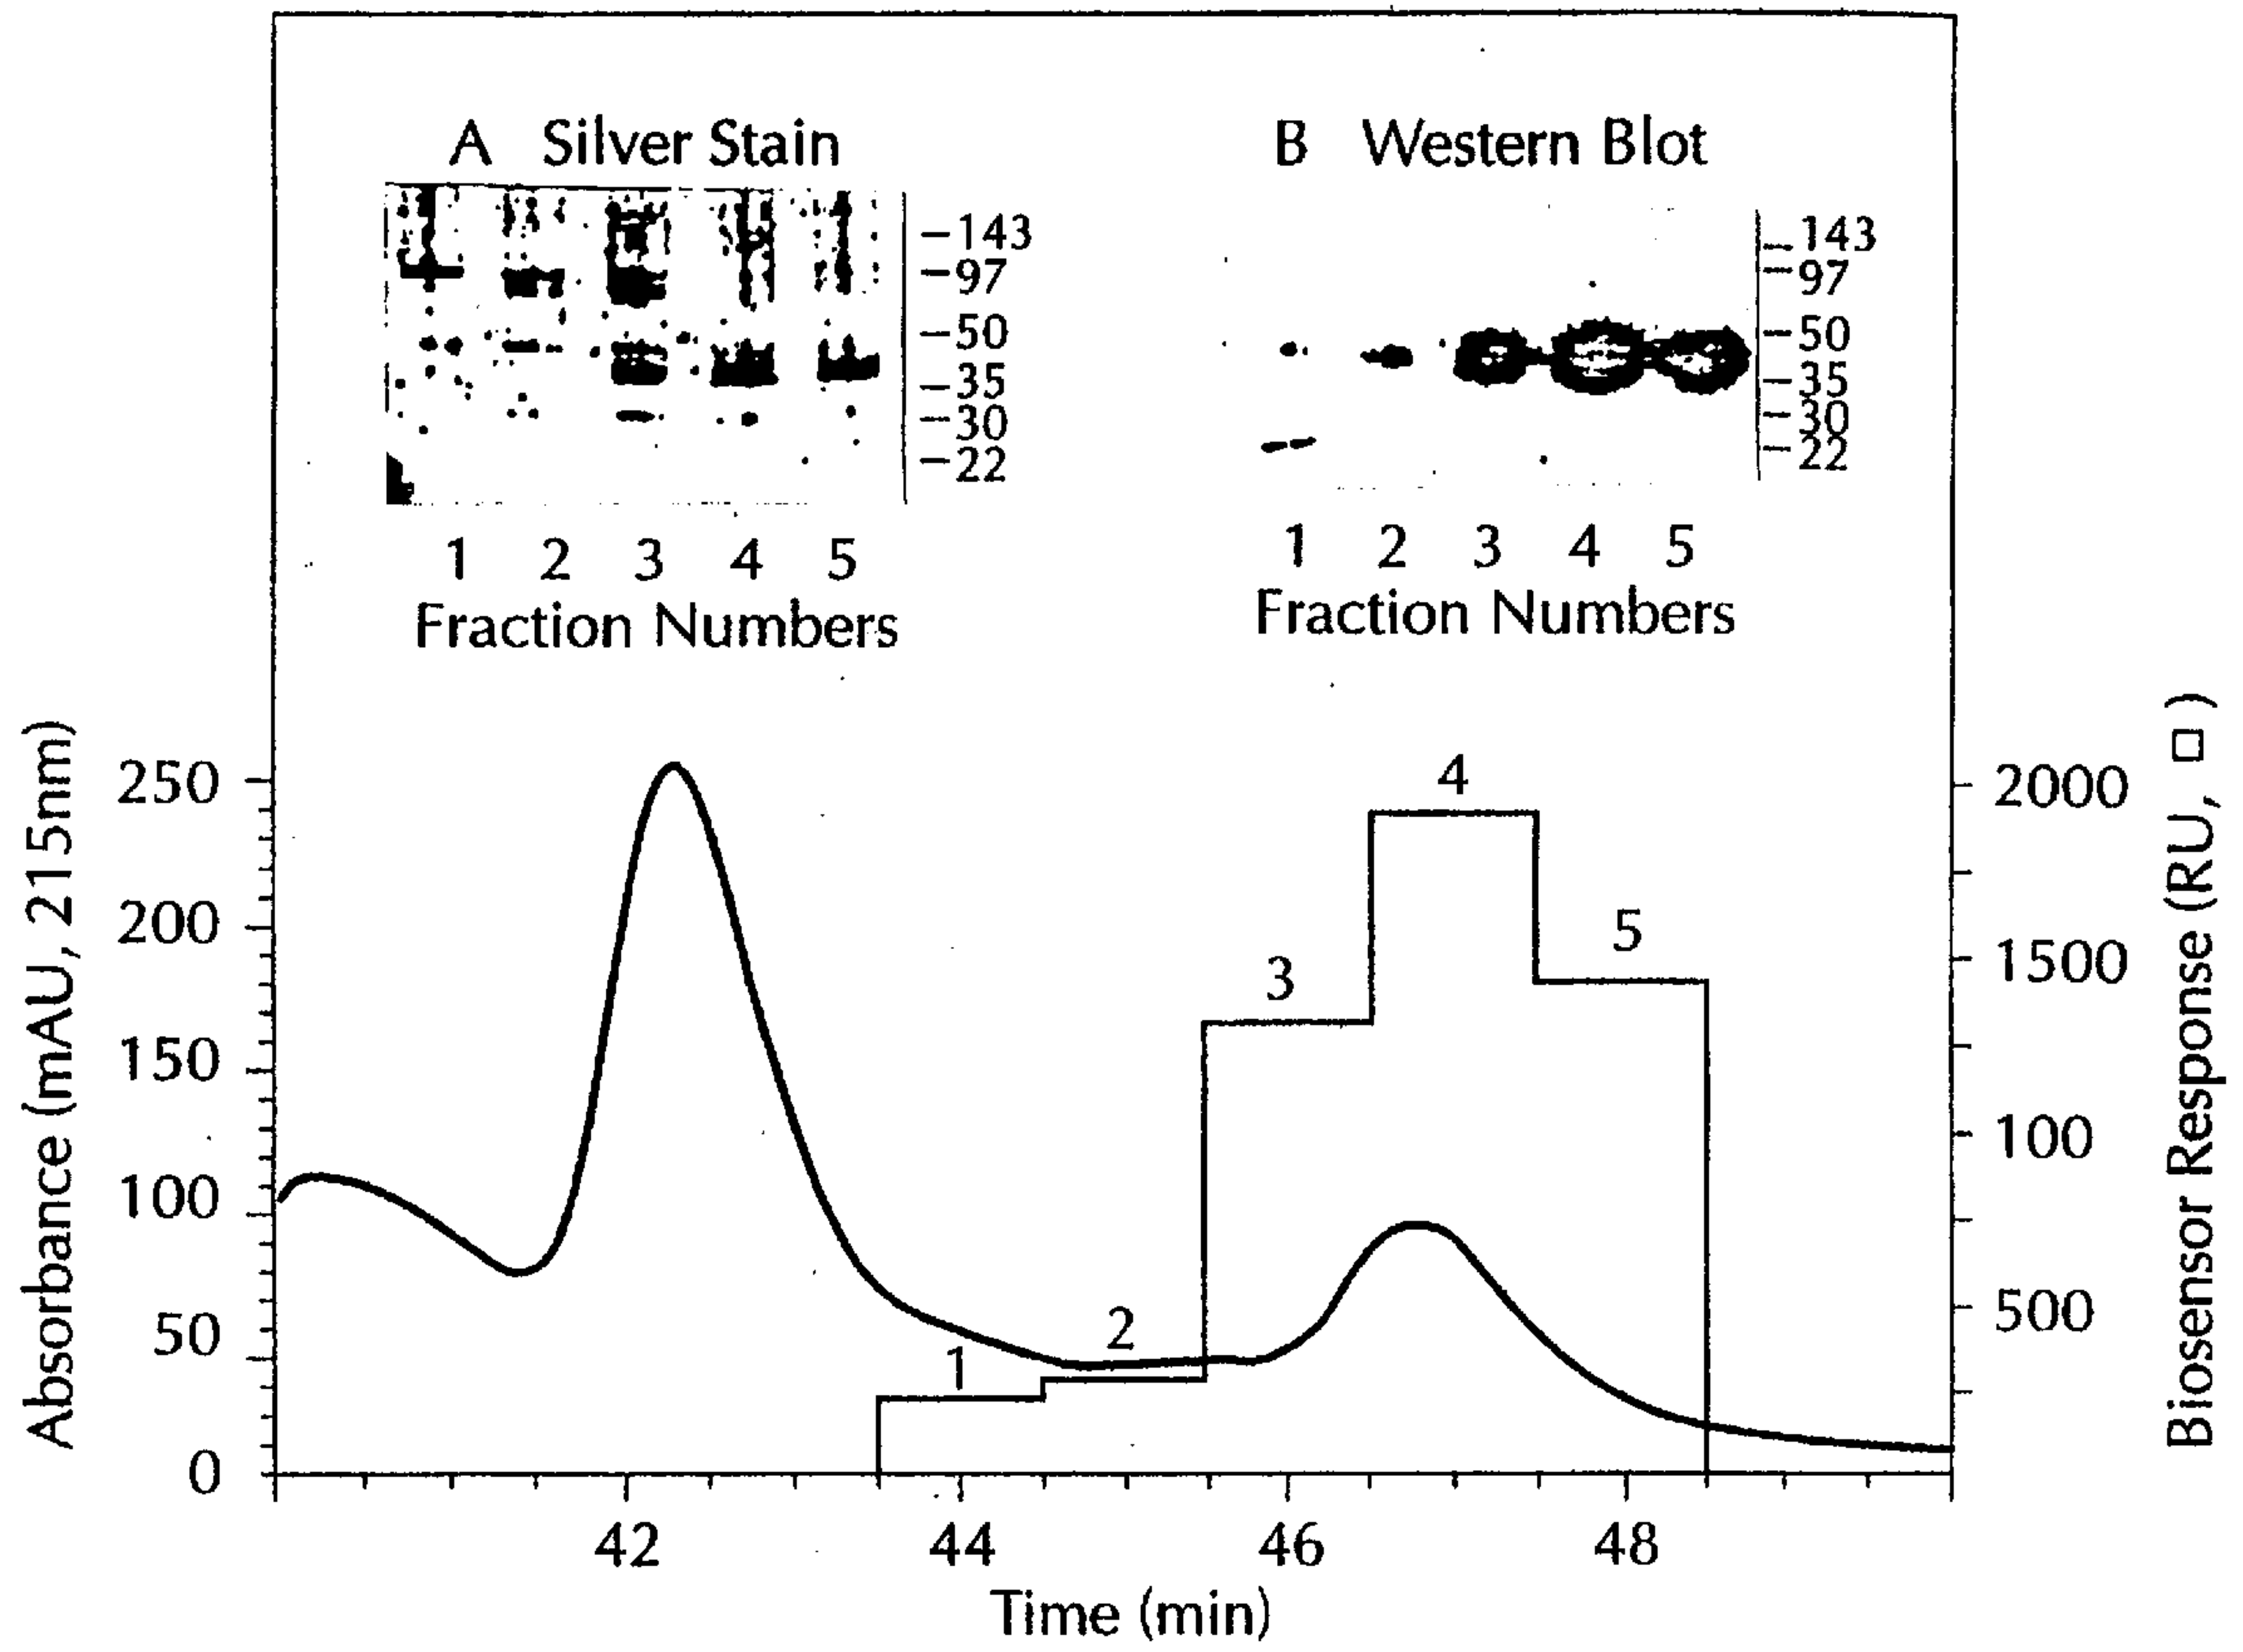 A Silver Stain
-143
-97
-50
-35
-30
-22
1 2 3 4 5
Fraction Numbers
B Western Blot
-143
-97
-50
-35
-30
-22
1 2 3 4 5
Fraction Numbers
Absorbance (mAU, 215nm)
250
200
150
100
50
0
1
2
3
4
5
2000
1500
100
500
Biosensor Response (RU, □ )
42 44 46 48
Time (min)